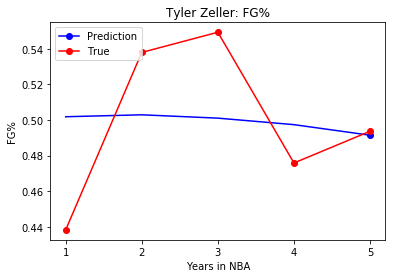 Tyler Zeller: FG%
Prediction
True
FG%
0.54
0.52
0.50
0.48
0.46
0.44
1 2 3 4 5
Years in NBA